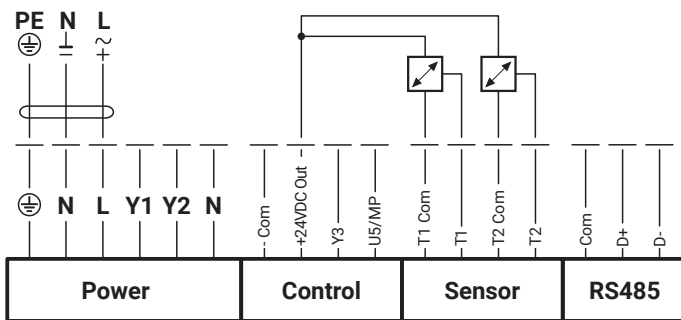 PE N L
N L Y1 Y2 N
- Com
+24VDC Out -
Y3
U5/MP
T1 Com
T1
T2 Com
T2
Com
D+
D-
Power
Control
Sensor
RS485